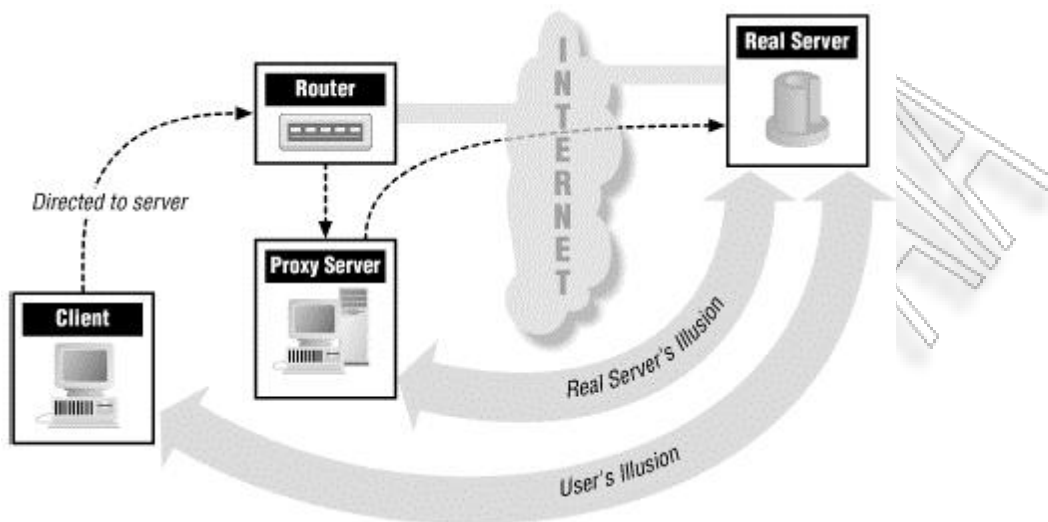 Real Server
INTERNET
Router
Directed to server
Proxy Server
Client
Real Server's Illusion
User's Illusion